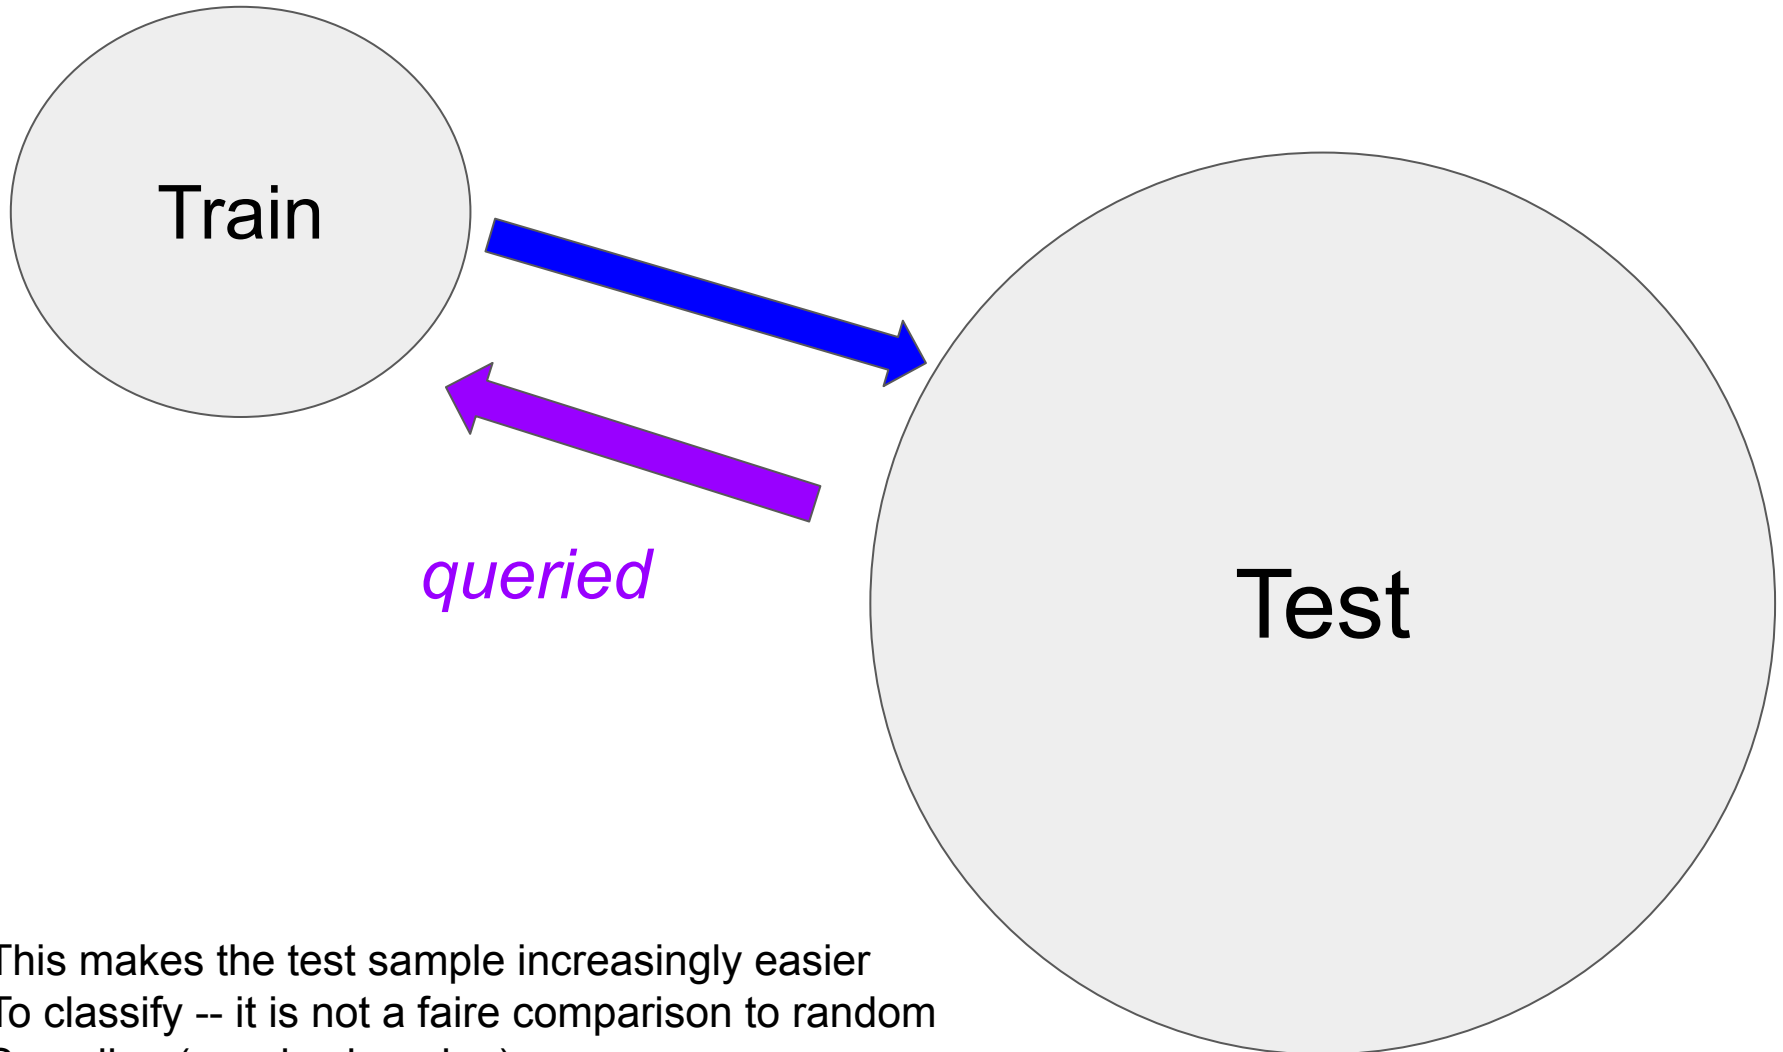 Train
queried
Test
This makes the test sample increasingly easier
To classify -- it is not a faire comparison to random